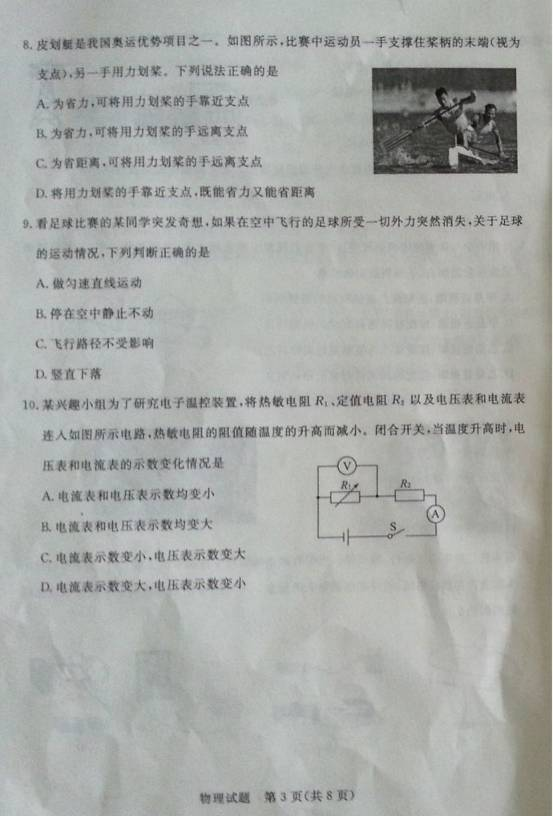 8. 皮划艇是我国奥运优势项目之一。如图所示,比赛中运动员一手支撑住桨柄的末端(视为
支点),另一手用力划桨。下列说法正确的是
A. 为省力,可将用力划桨的手靠近支点
B. 为省力,可将用力划桨的手远离支点
C. 为省距离,可将用力划桨的手远离支点
D. 将用力划桨的手靠近支点,既能省力又能省距离
9. 看足球比赛的某同学突发奇想,如果在空中飞行的足球所受一切外力突然消失,关于足球
的运动情况,下列判断正确的是
A. 做匀速直线运动
B. 停在空中静止不动
C. 飞行路径不受影响
D. 竖直下落
10. 某兴趣小组为了研究电子温控装置,将热敏电阻 R₁、定值电阻 R₂ 以及电压表和电流表
连入如图所示电路,热敏电阻的阻值随温度的升高而减小。闭合开关,当温度升高时,电
压表和电流表的示数变化情况是
V
R₁ R₂
A
S
A. 电流表和电压表示数均变小
B. 电流表和电压表示数均变大
C. 电流表示数变小,电压表示数变大
D. 电流表示数变大,电压表示数变小
物理试题 第 3 页(共 8 页)